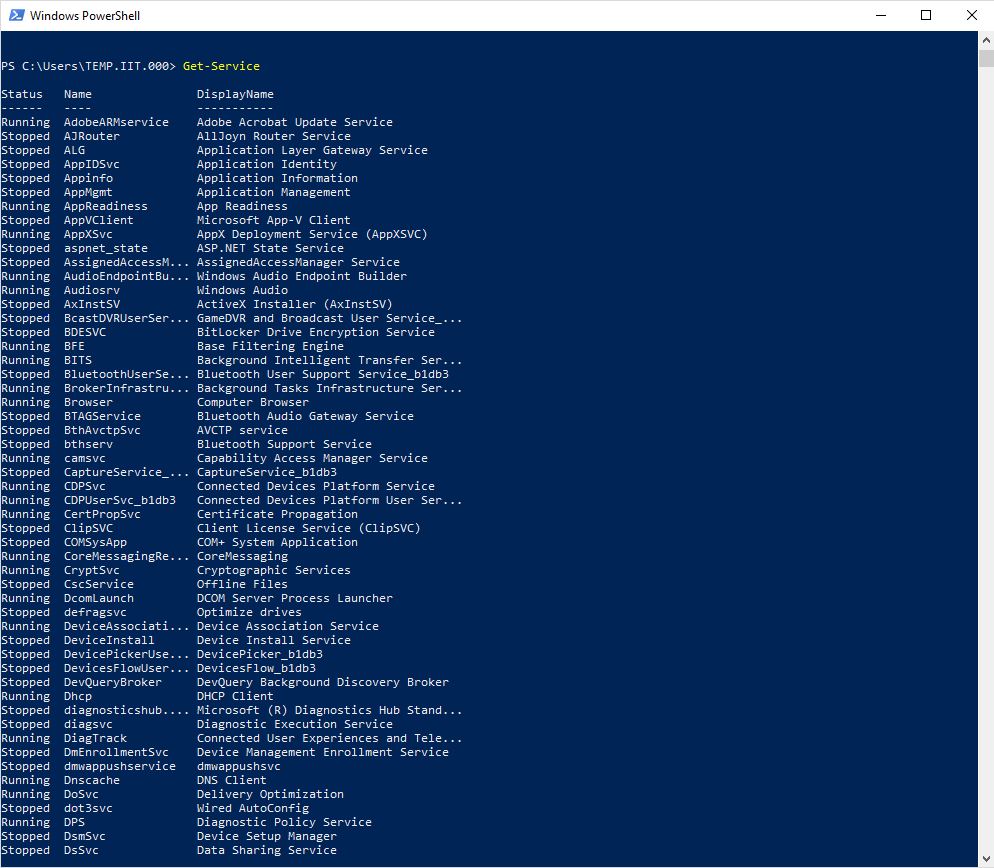 Windows PowerShell
PS C:\Users\TEMP.IIT.000> Get-Service
Status Name DisplayName
------ ---- -----------
Running AdobeARMservice Adobe Acrobat Update Service
Stopped AJRouter AllJoyn Router Service
Stopped ALG Application Layer Gateway Service
Stopped AppIDSvc Application Identity
Stopped Appinfo Application Information
Stopped AppMgmt Application Management
Running AppReadiness App Readiness
Stopped AppVClient Microsoft App-V Client
Running AppXSvc AppX Deployment Service (AppXSVC)
Stopped aspnet_state ASP.NET State Service
Stopped AssignedAccessM... AssignedAccessManager Service
Running AudioEndpointBu... Windows Audio Endpoint Builder
Running Audiosrv Windows Audio
Stopped AxInstSV ActiveX Installer (AxInstSV)
Stopped BcastDVRUserSer... GameDVR and Broadcast User Service_...
Stopped BDESVC BitLocker Drive Encryption Service
Running BFE Base Filtering Engine
Running BITS Background Intelligent Transfer Ser...
Stopped BluetoothUserSe... Bluetooth User Support Service_b1db3
Running BrokerInfrastru... Background Tasks Infrastructure Ser...
Running Browser Computer Browser
Stopped BTAGService Bluetooth Audio Gateway Service
Stopped BthAvctpSvc AVCTP service
Stopped bthserv Bluetooth Support Service
Running camsvc Capability Access Manager Service
Stopped CaptureService_... CaptureService_b1db3
Running CDPSvc Connected Devices Platform Service
Running CDPUserSvc_b1db3 Connected Devices Platform User Ser...
Running CertPropSvc Certificate Propagation
Stopped ClipSVC Client License Service (ClipSVC)
Stopped COMSysApp COM+ System Application
Running CoreMessagingRe... CoreMessaging
Running CryptSvc Cryptographic Services
Stopped CscService Offline Files
Running DcomLaunch DCOM Server Process Launcher
Stopped defragsvc Optimize drives
Running DeviceAssociati... Device Association Service
Stopped DeviceInstall Device Install Service
Stopped DevicePickerUse... DevicePicker_b1db3
Stopped DevicesFlowUser... DevicesFlow_b1db3
Stopped DevQueryBroker DevQuery Background Discovery Broker
Running Dhcp DHCP Client
Stopped diagnosticshub.... Microsoft (R) Diagnostics Hub Stand...
Stopped diagsvc Diagnostic Execution Service
Running DiagTrack Connected User Experiences and Tele...
Stopped DmEnrollmentSvc Device Management Enrollment Service
Stopped dmwappushservice dmwappushsvc
Running Dnscache DNS Client
Running DoSvc Delivery Optimization
Stopped dot3svc Wired AutoConfig
Running DPS Diagnostic Policy Service
Stopped DsmSvc Device Setup Manager
Stopped DsSvc Data Sharing Service